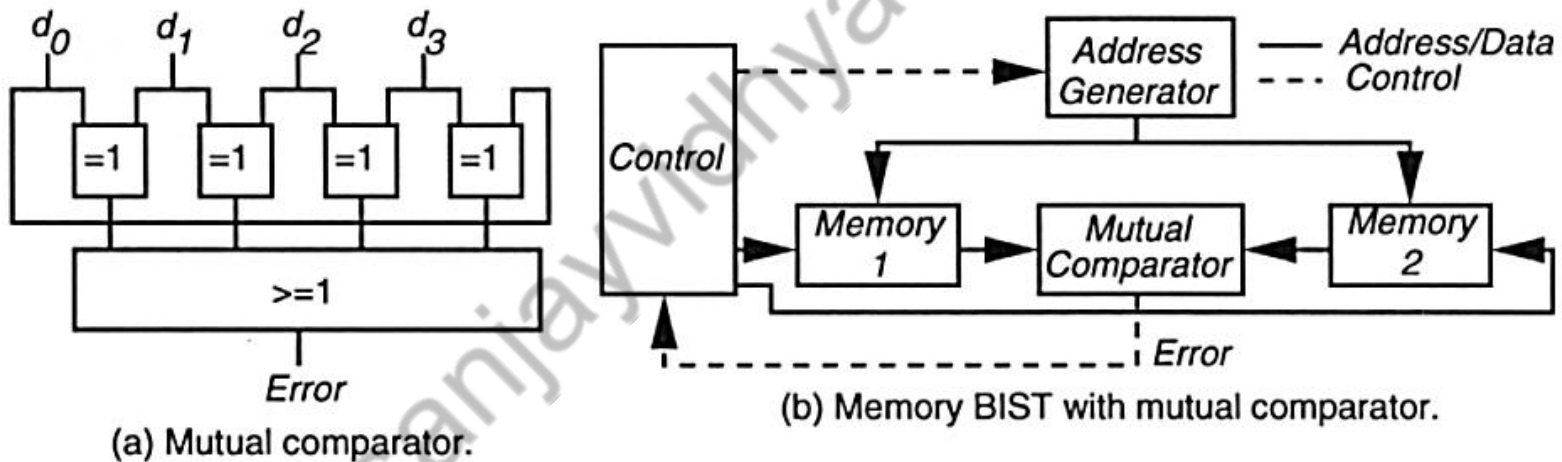 d0 d1 d2 d3
=1 =1 =1 =1
>=1
Error
(a) Mutual comparator.
Control
Address
Generator
Address/Data
Control
Memory
1
Mutual
Comparator
Memory
2
Error
(b) Memory BIST with mutual comparator.
sanjayvidhya